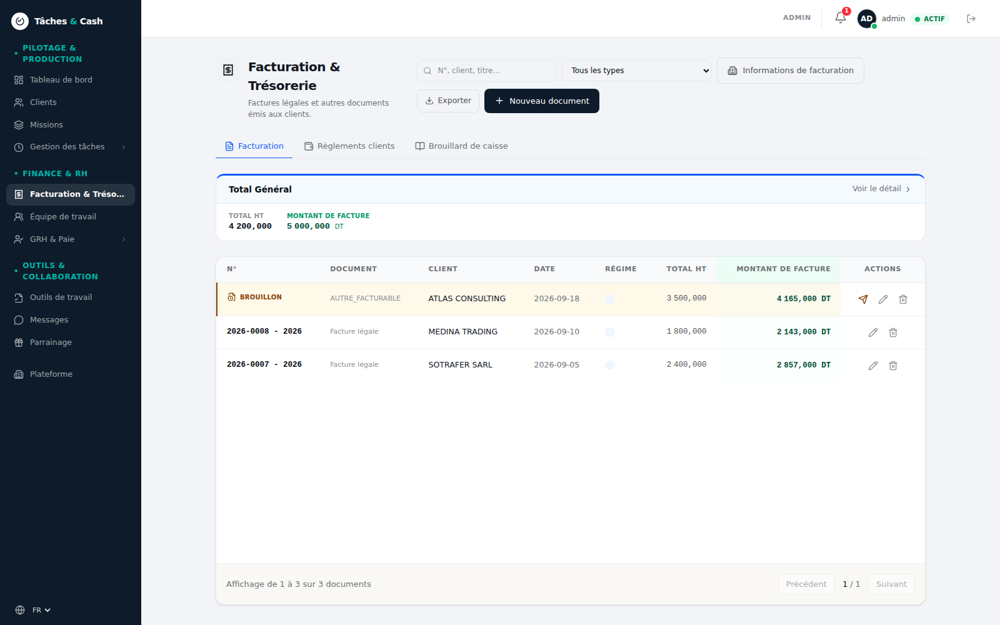 Tâches & Cash
ADMIN
1
AD
admin
ACTIF
• PILOTAGE &
PRODUCTION
Tableau de bord
Clients
Missions
Gestion des tâches
• FINANCE & RH
Facturation & Tréso...
Équipe de travail
GRH & Paie
• OUTILS &
COLLABORATION
Outils de travail
Messages
Parrainage
Plateforme
FR
Facturation &
Trésorerie
Factures légales et autres documents
émis aux clients.
N°, client, titre...
Tous les types
Informations de facturation
Exporter
Nouveau document
Facturation
Règlements clients
Brouillard de caisse
Total Général
Voir le détail
TOTAL HT
MONTANT DE FACTURE
4 200,000
5 000,000 DT
N° DOCUMENT CLIENT DATE RÉGIME TOTAL HT MONTANT DE FACTURE ACTIONS
BROUILLON AUTRE_FACTURABLE ATLAS CONSULTING 2026-09-18 3 500,000 4 165,000 DT
2026-0008 - 2026 Facture légale MEDINA TRADING 2026-09-10 1 800,000 2 143,000 DT
2026-0007 - 2026 Facture légale SOTRAFER SARL 2026-09-05 2 400,000 2 857,000 DT
Affichage de 1 à 3 sur 3 documents
Précédent
1 / 1
Suivant